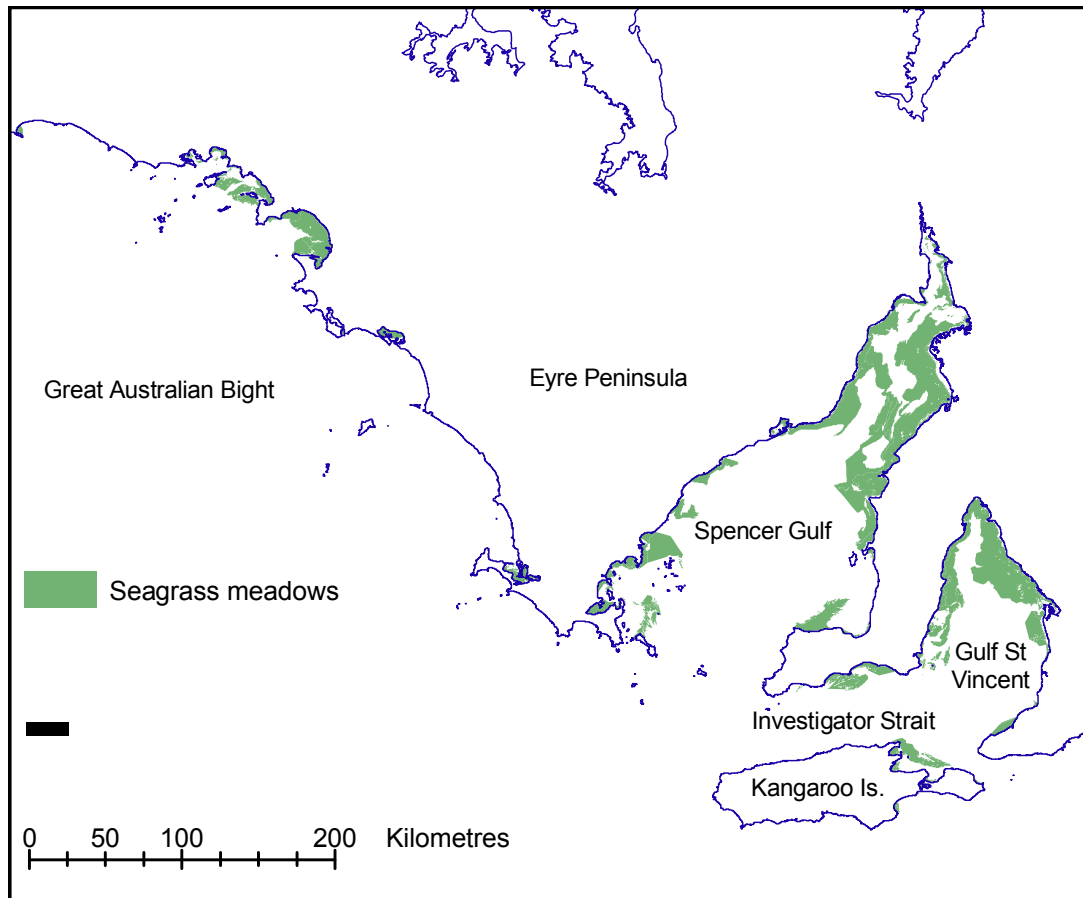 Great Australian Bight
Eyre Peninsula
Spencer Gulf
Seagrass meadows
Gulf St
Vincent
Investigator Strait
Kangaroo Is.
0 100 200 Kilometres
50